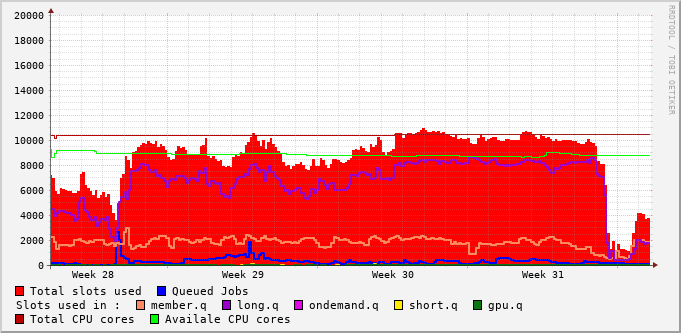 20000
18000
16000
14000
12000
10000
8000
6000
4000
2000
0
Week 28 Week 29 Week 30 Week 31
RRDTOOL / TOBI OETIKER
Total slots used Queued Jobs
Slots used in : member.q long.q ondemand.q short.q gpu.q
Total CPU cores Availale CPU cores